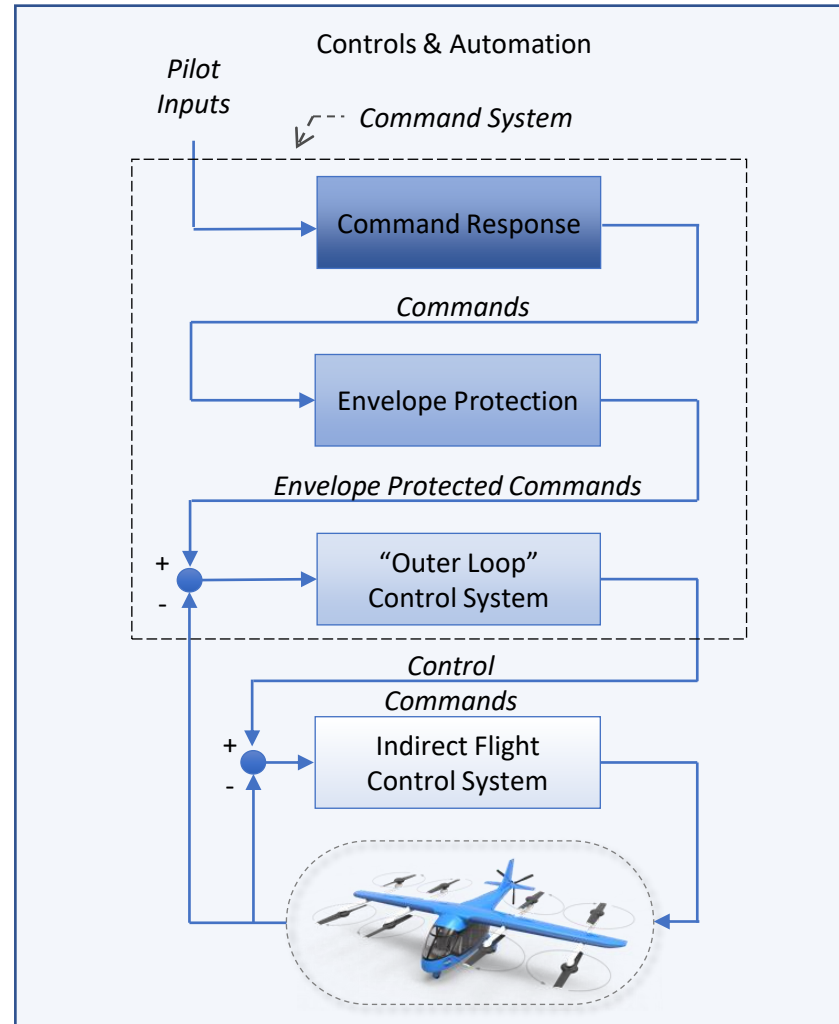 Controls & Automation
Pilot
Inputs
Command System
Command Response
Commands
Envelope Protection
Envelope Protected Commands
+
-
“Outer Loop”
Control System
Control
Commands
+
-
Indirect Flight
Control System